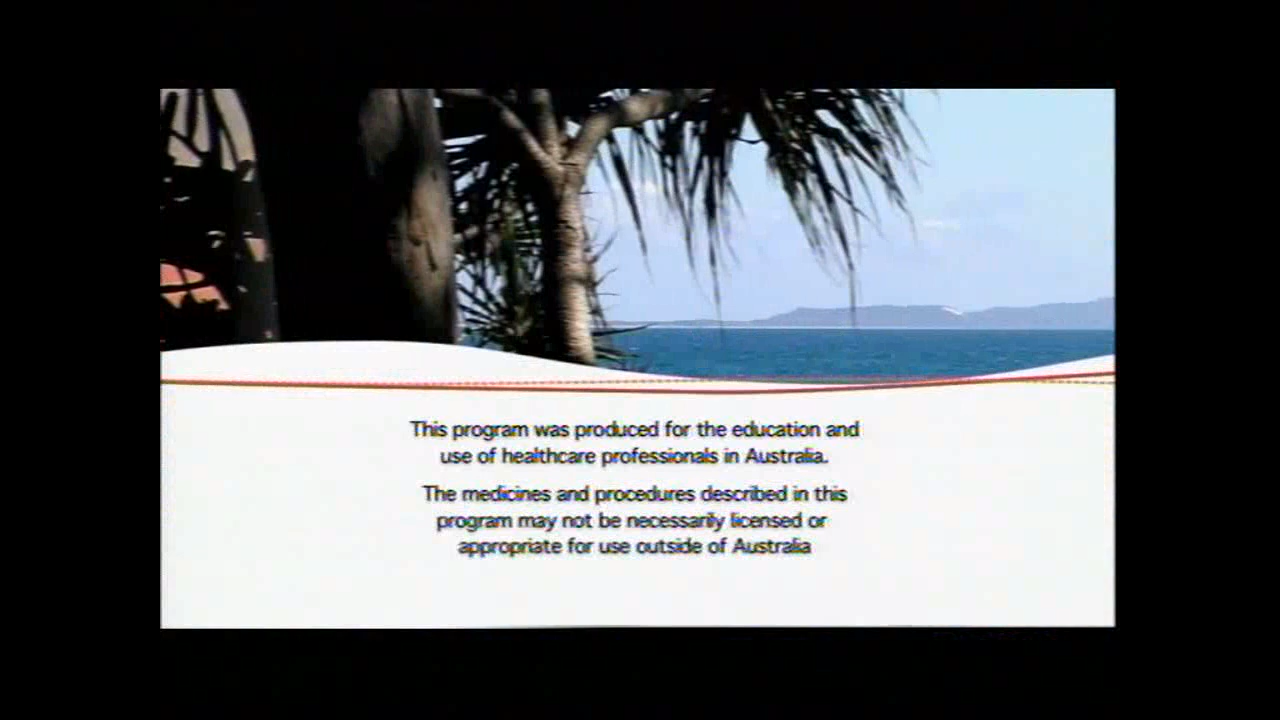 This program was produced for the education and
use of healthcare professionals in Australia.
The medicines and procedures described in this
program may not be necessarily licensed or
appropriate for use outside of Australia